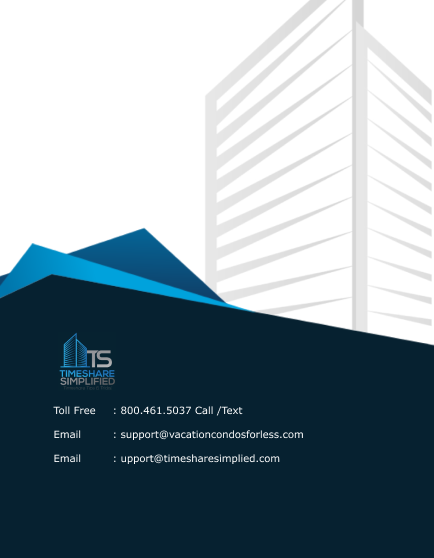 TS
TIMESHARE
SIMPLIFIED
Toll Free : 800.461.5037 Call /Text
Email : support@vacationcondosforless.com
Email : upport@timesharesimplied.com